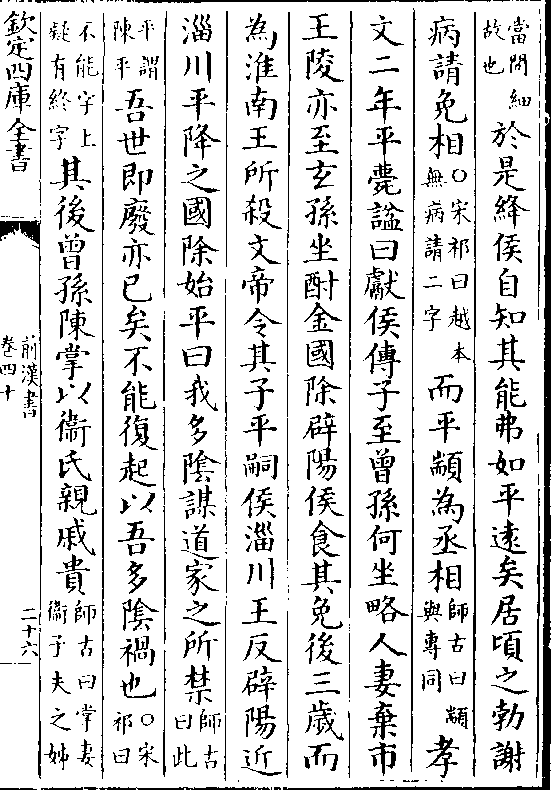 當問細故也於是絳侯自知其能弗如平遠矣居頃之勃謝
病請免相○宋祁曰越本無病請二字而平顓為丞相師古曰顓與專同孝
文二年平薨諡曰獻侯傳子至曾孫何坐略人妻棄市
王陵亦至玄孫坐酎金國除辟陽侯食其免後三歲而
為淮南王所殺文帝令其子平嗣侯淄川王反辟陽近
淄川平降之國除始平曰我多陰謀道家之所禁師古曰此
平謂陳平吾世即廢亦已矣不能復起以吾多陰禍也○宋祁曰
不能字上疑有終字其後曾孫陳掌以衞氏親戚貴師古曰掌妻衞子夫之姊
欽定四庫全書
前漢書
卷四十
二十六